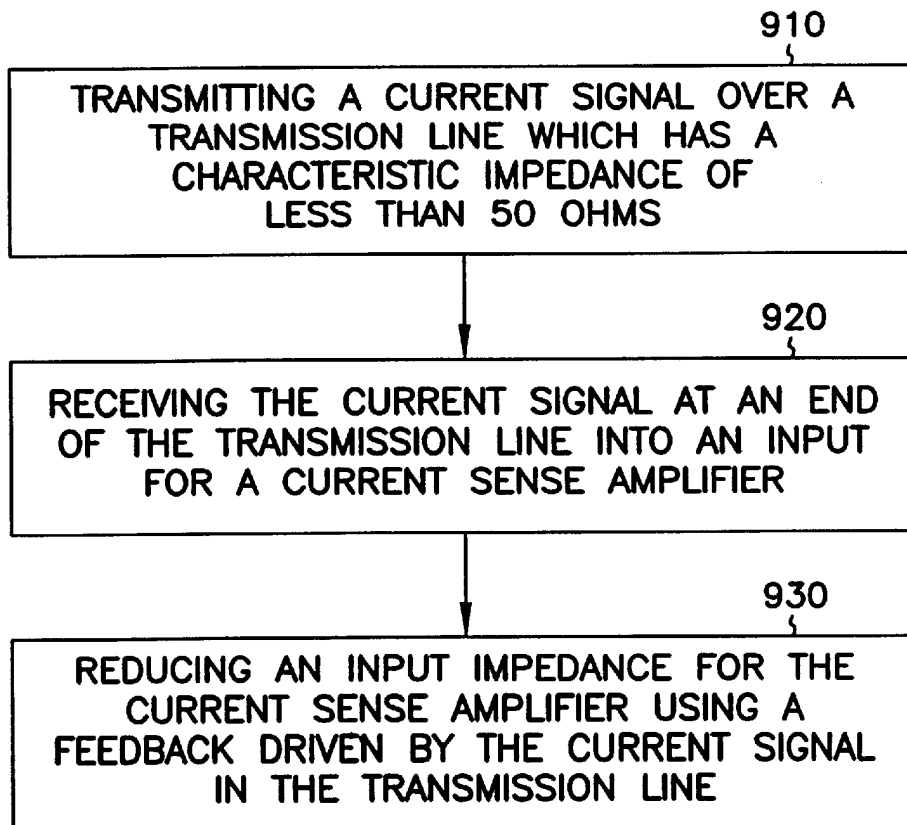 910
TRANSMITTING A CURRENT SIGNAL OVER A
TRANSMISSION LINE WHICH HAS A
CHARACTERISTIC IMPEDANCE OF
LESS THAN 50 OHMS
920
RECEIVING THE CURRENT SIGNAL AT AN END
OF THE TRANSMISSION LINE INTO AN INPUT
FOR A CURRENT SENSE AMPLIFIER
930
REDUCING AN INPUT IMPEDANCE FOR THE
CURRENT SENSE AMPLIFIER USING A
FEEDBACK DRIVEN BY THE CURRENT SIGNAL
IN THE TRANSMISSION LINE